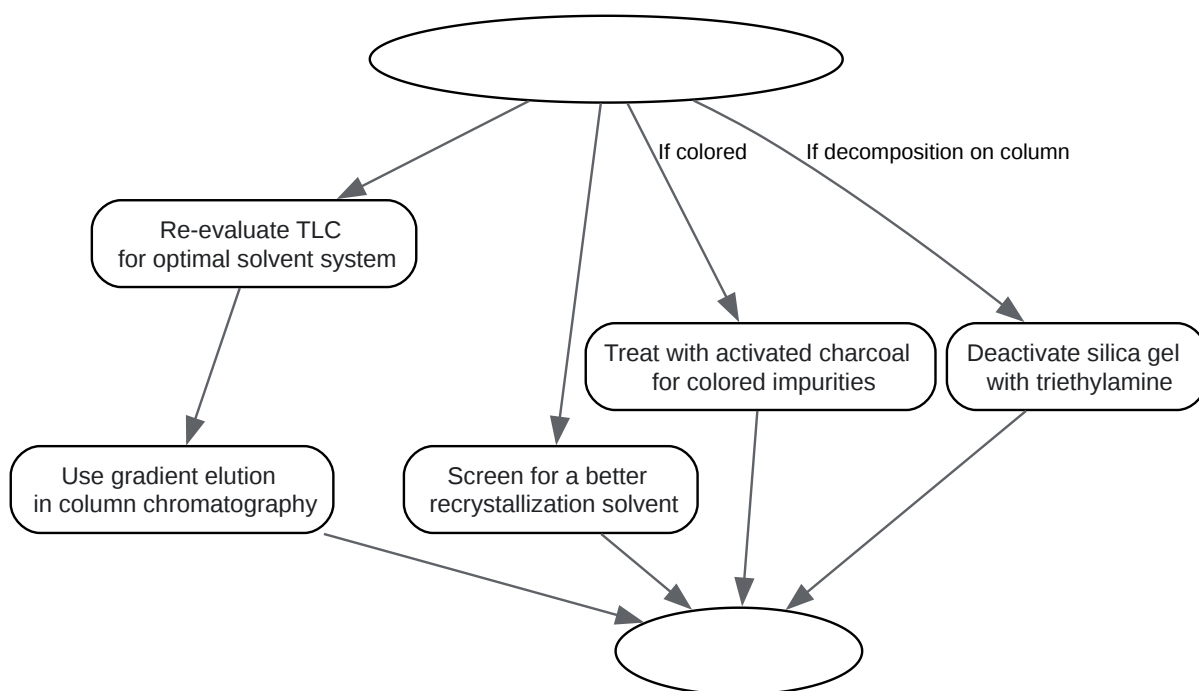 If colored
If decomposition on column
Re-evaluate TLC
for optimal solvent system
Treat with activated charcoal
for colored impurities
Deactivate silica gel
with triethylamine
Use gradient elution
in column chromatography
Screen for a better
recrystallization solvent